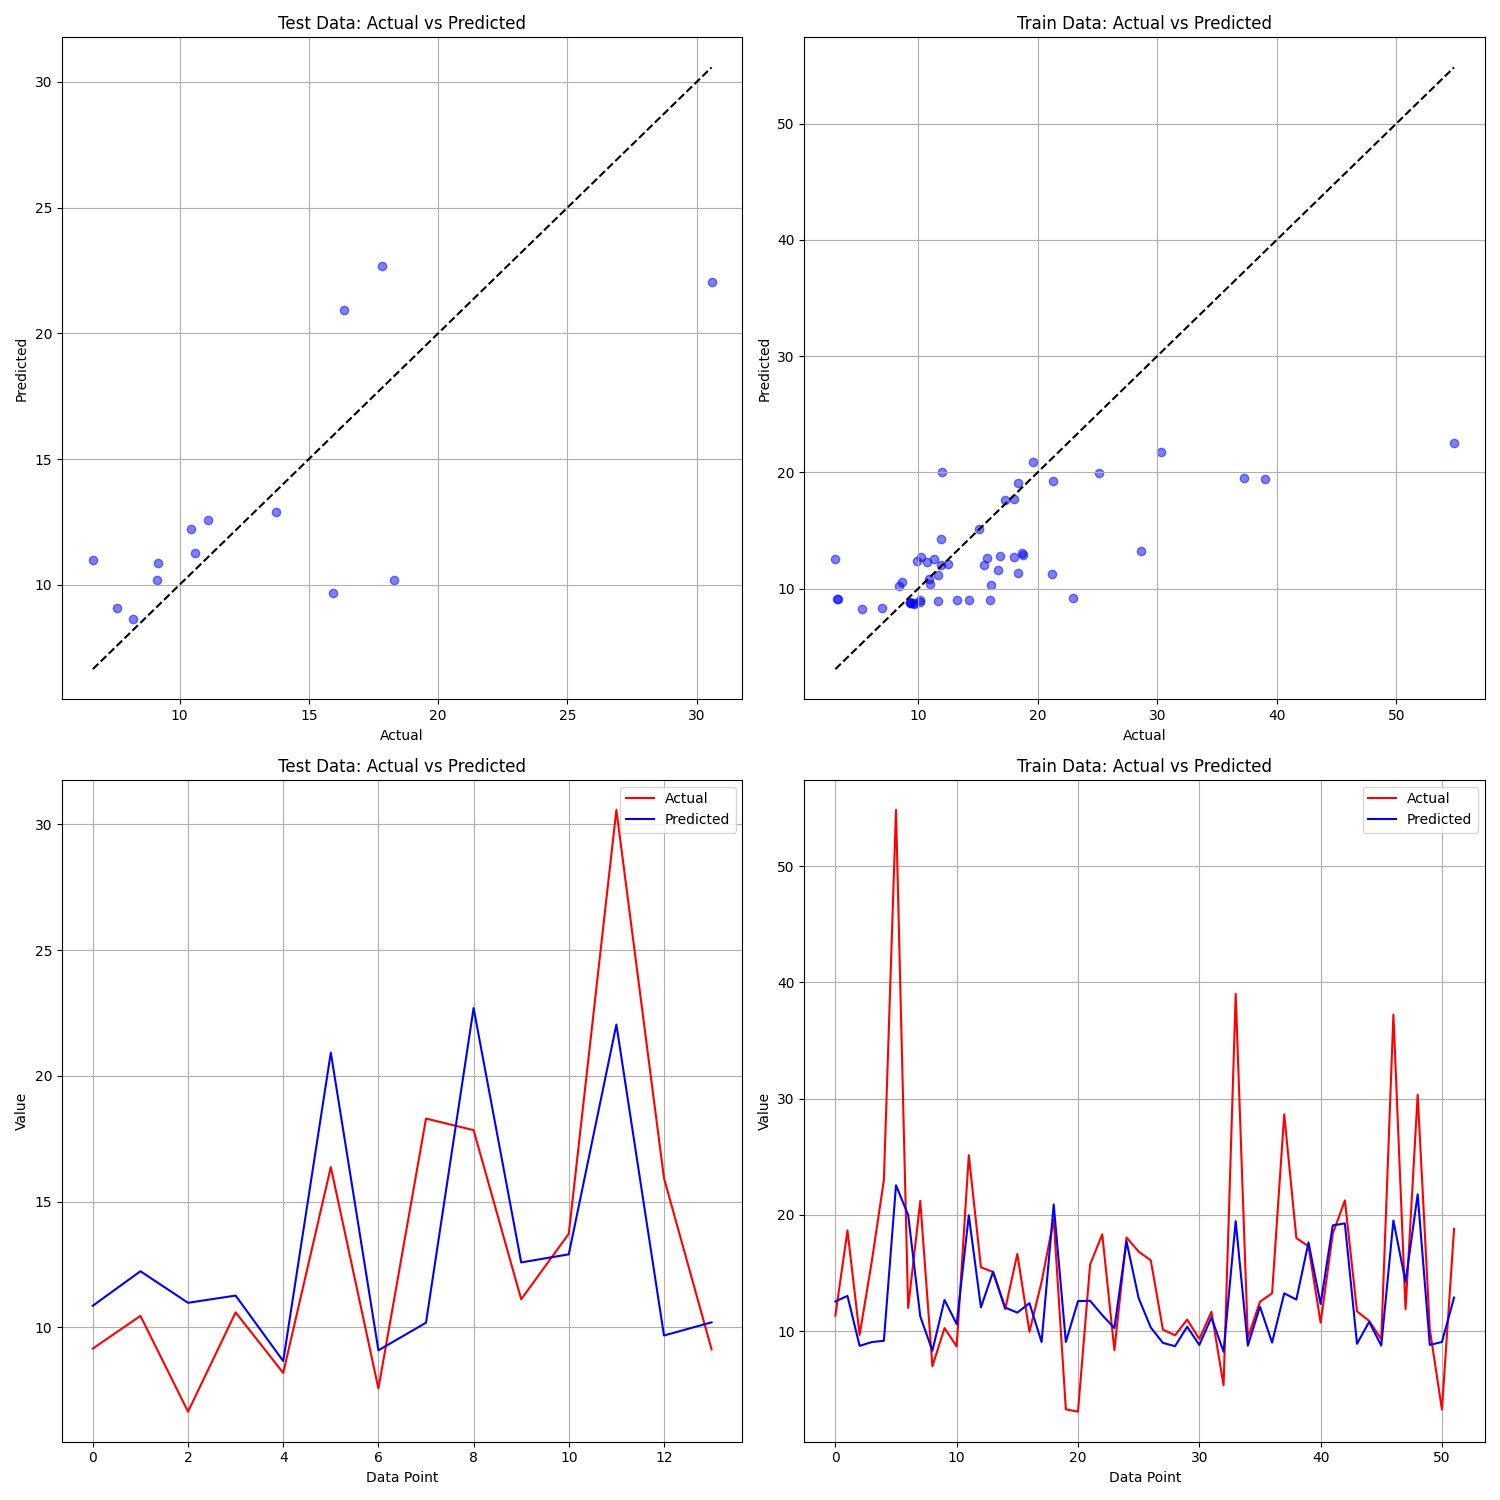 Test Data: Actual vs Predicted
30
25
20
15
10
Predicted
10 15 20 25 30
Actual
Train Data: Actual vs Predicted
50
40
30
20
10
Predicted
10 20 30 40 50
Actual
Test Data: Actual vs Predicted
Actual
Predicted
30
25
20
15
10
Value
0 2 4 6 8 10 12
Data Point
Train Data: Actual vs Predicted
Actual
Predicted
50
40
30
20
10
Value
0 10 20 30 40 50
Data Point